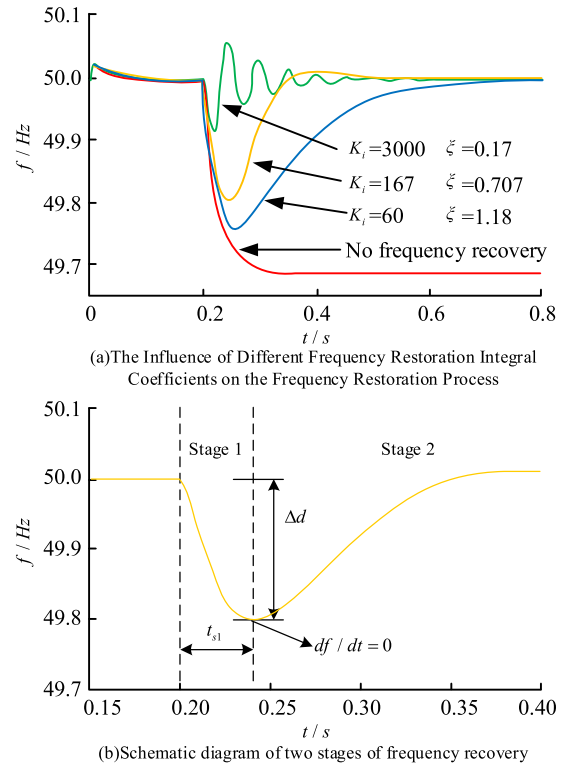 50.1
50.0
49.9
49.8
49.7
f / Hz
K_i=3000 ξ=0.17
K_i=167 ξ=0.707
K_i=60 ξ=1.18
No frequency recovery
0 0.2 0.4 0.6 0.8
t / s
(a)The Influence of Different Frequency Restoration Integral
Coefficients on the Frequency Restoration Process
50.1
50.0
49.9
49.8
49.7
f / Hz
Stage 1 Stage 2
Δd
t_s1
df / dt = 0
0.15 0.20 0.30 0.40
t / s
(b)Schematic diagram of two stages of frequency recovery